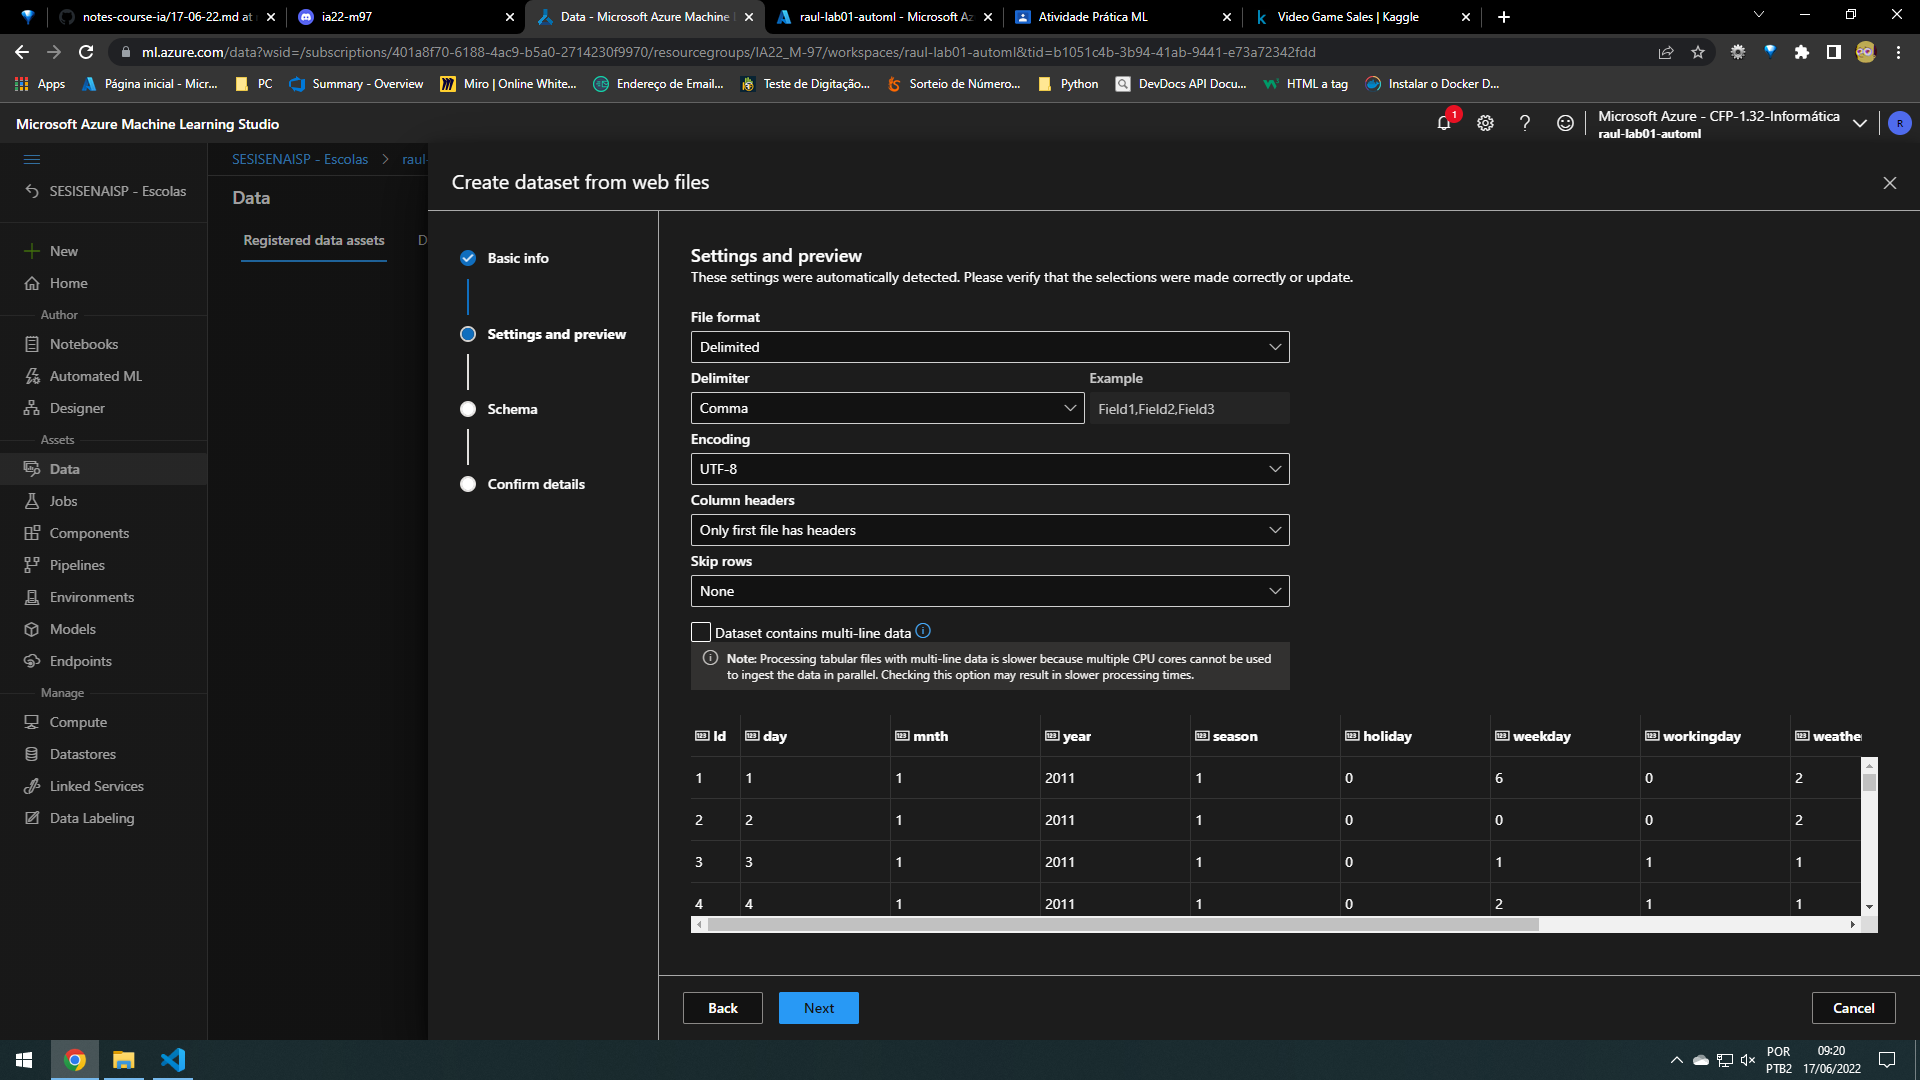 notes-course-ia/17-06-22.md at
ia22-m97
Data - Microsoft Azure Machine
raul-lab01-automl - Microsoft Az
Atividade Prática ML
Video Game Sales | Kaggle
ml.azure.com/data?wsid=/subscriptions/401a8f70-6188-4ac9-b5a0-2714230f9970/resourcegroups/IA22_M-97/workspaces/raul-lab01-automl&tid=b1051c4b-3b94-41ab-9441-e73a72342fdd
Apps
Página inicial - Micr...
PC
Summary - Overview
Miro | Online White...
Endereço de Email...
Teste de Digitação...
Sorteio de Número...
Python
DevDocs API Docu...
HTML a tag
Instalar o Docker D...
Microsoft Azure Machine Learning Studio
1
Microsoft Azure - CFP-1.32-Informática
raul-lab01-automl
R
SESISENAISP - Escolas
New
Home
Author
Notebooks
Automated ML
Designer
Assets
Data
Jobs
Components
Pipelines
Environments
Models
Endpoints
Manage
Compute
Datastores
Linked Services
Data Labeling
SESISENAISP - Escolas > raul-
Data
Registered data assets D
Create dataset from web files
Basic info
Settings and preview
Schema
Confirm details
Settings and preview
These settings were automatically detected. Please verify that the selections were made correctly or update.
File format
Delimited
Delimiter Example
Comma Field1,Field2,Field3
Encoding
UTF-8
Column headers
Only first file has headers
Skip rows
None
Dataset contains multi-line data
Note: Processing tabular files with multi-line data is slower because multiple CPU cores cannot be used
to ingest the data in parallel. Checking this option may result in slower processing times.
Id day mnth year season holiday weekday workingday weather
1 1 1 2011 1 0 6 0 2
2 2 1 2011 1 0 0 0 2
3 3 1 2011 1 0 1 1 1
4 4 1 2011 1 0 2 1 1
Back Next Cancel
POR
PTB2
09:20
17/06/2022